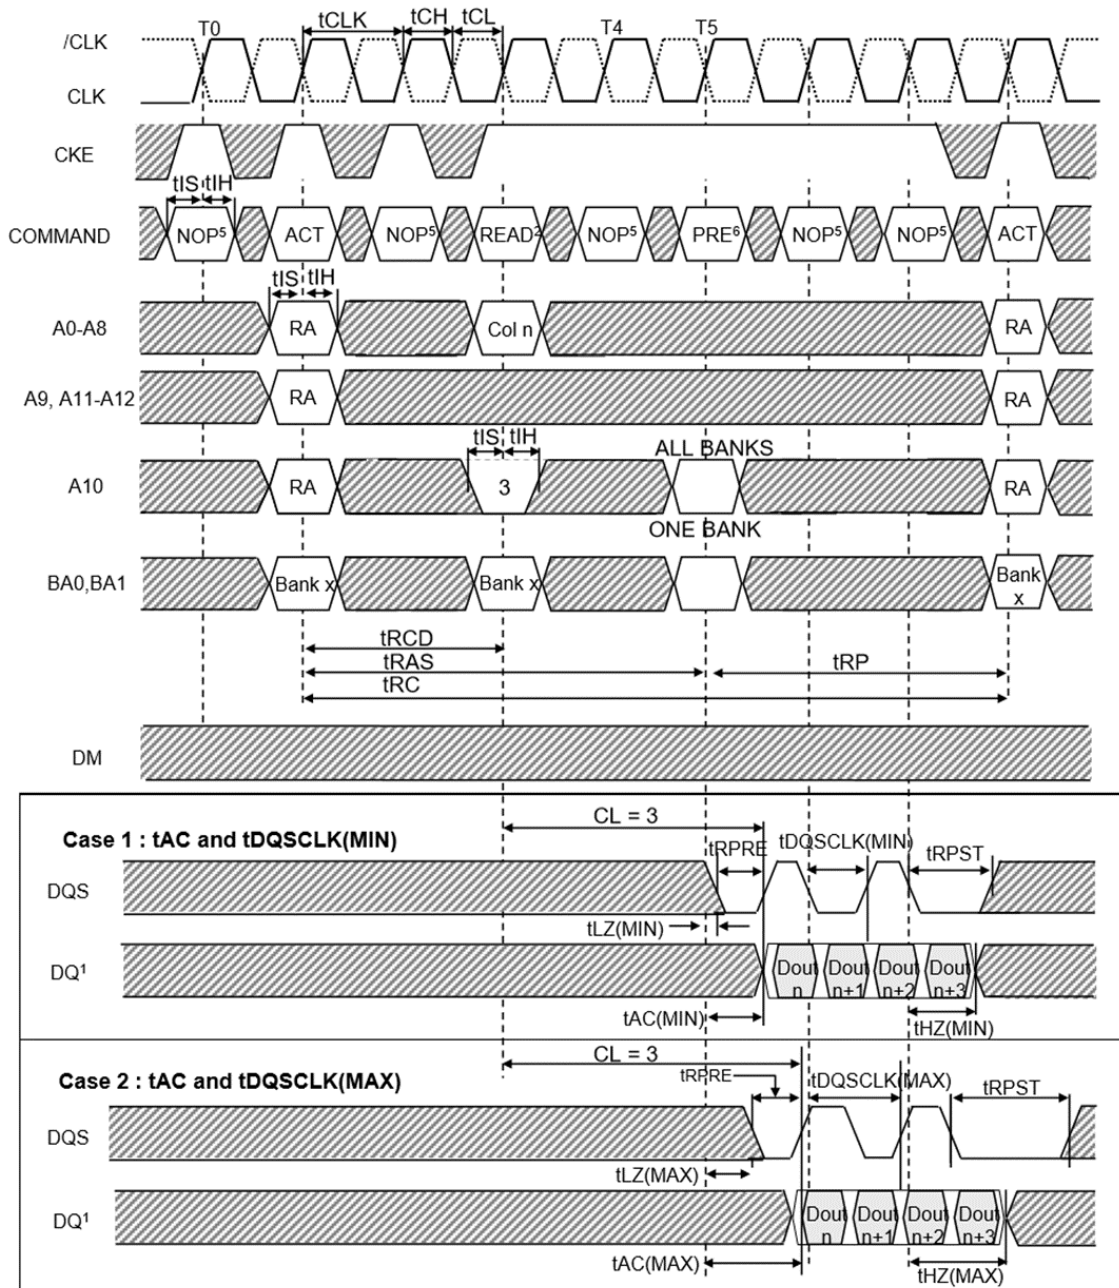 /CLK T0 tCLK tCH tCL T4 T5
CLK
CKE
tIS tIH
COMMAND NOP5 ACT NOP5 READ2 NOP5 PRE6 NOP5 NOP5 ACT
tIS tIH
A0-A8 RA Col n RA
A9, A11-A12 RA RA
tIS tIH ALL BANKS
A10 RA 3 RA
ONE BANK
BA0,BA1 Bank x Bank x Bank
x
tRCD
tRAS tRP
tRC
DM
CL = 3
Case 1 : tAC and tDQSCLK(MIN)
tRPRE tDQSCLK(MIN) tRPST
DQS
tLZ(MIN)
DQ1 Dout Dout Dout Dout
n n+1 n+2 n+3
tAC(MIN) tHZ(MIN)
CL = 3
Case 2 : tAC and tDQSCLK(MAX)
tRPRE tDQSCLK(MAX) tRPST
DQS
tLZ(MAX)
DQ1 Dout Dout Dout Dout
n n+1 n+2 n+3
tAC(MAX) tHZ(MAX)